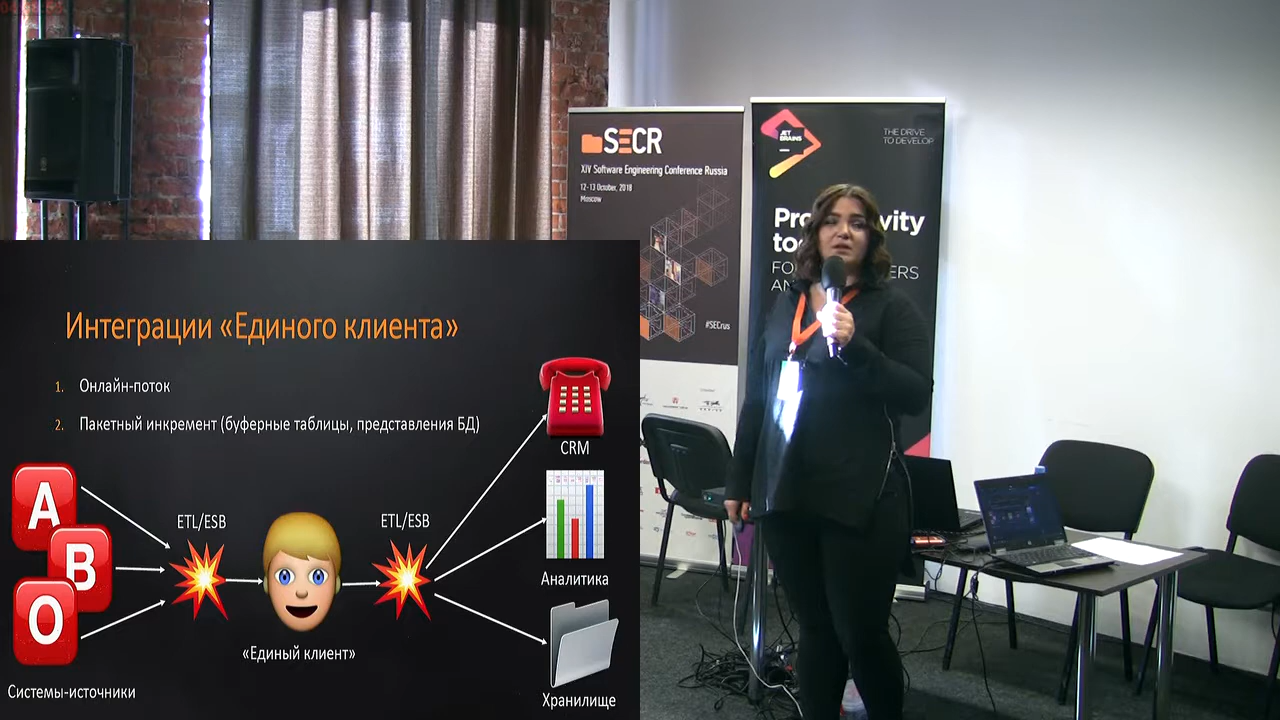 SECR
XIV Software Engineering Conference Russia
12-13 October, 2018
Moscow
#SECrus
JET
BRAINS
THE DRIVE
TO DEVELOP
Интеграции «Единого клиента»
1. Онлайн-поток
2. Пакетный инкремент (буферные таблицы, представления БД)
A
B
O
Системы-источники
ETL/ESB
«Единый клиент»
ETL/ESB
CRM
Аналитика
Хранилище